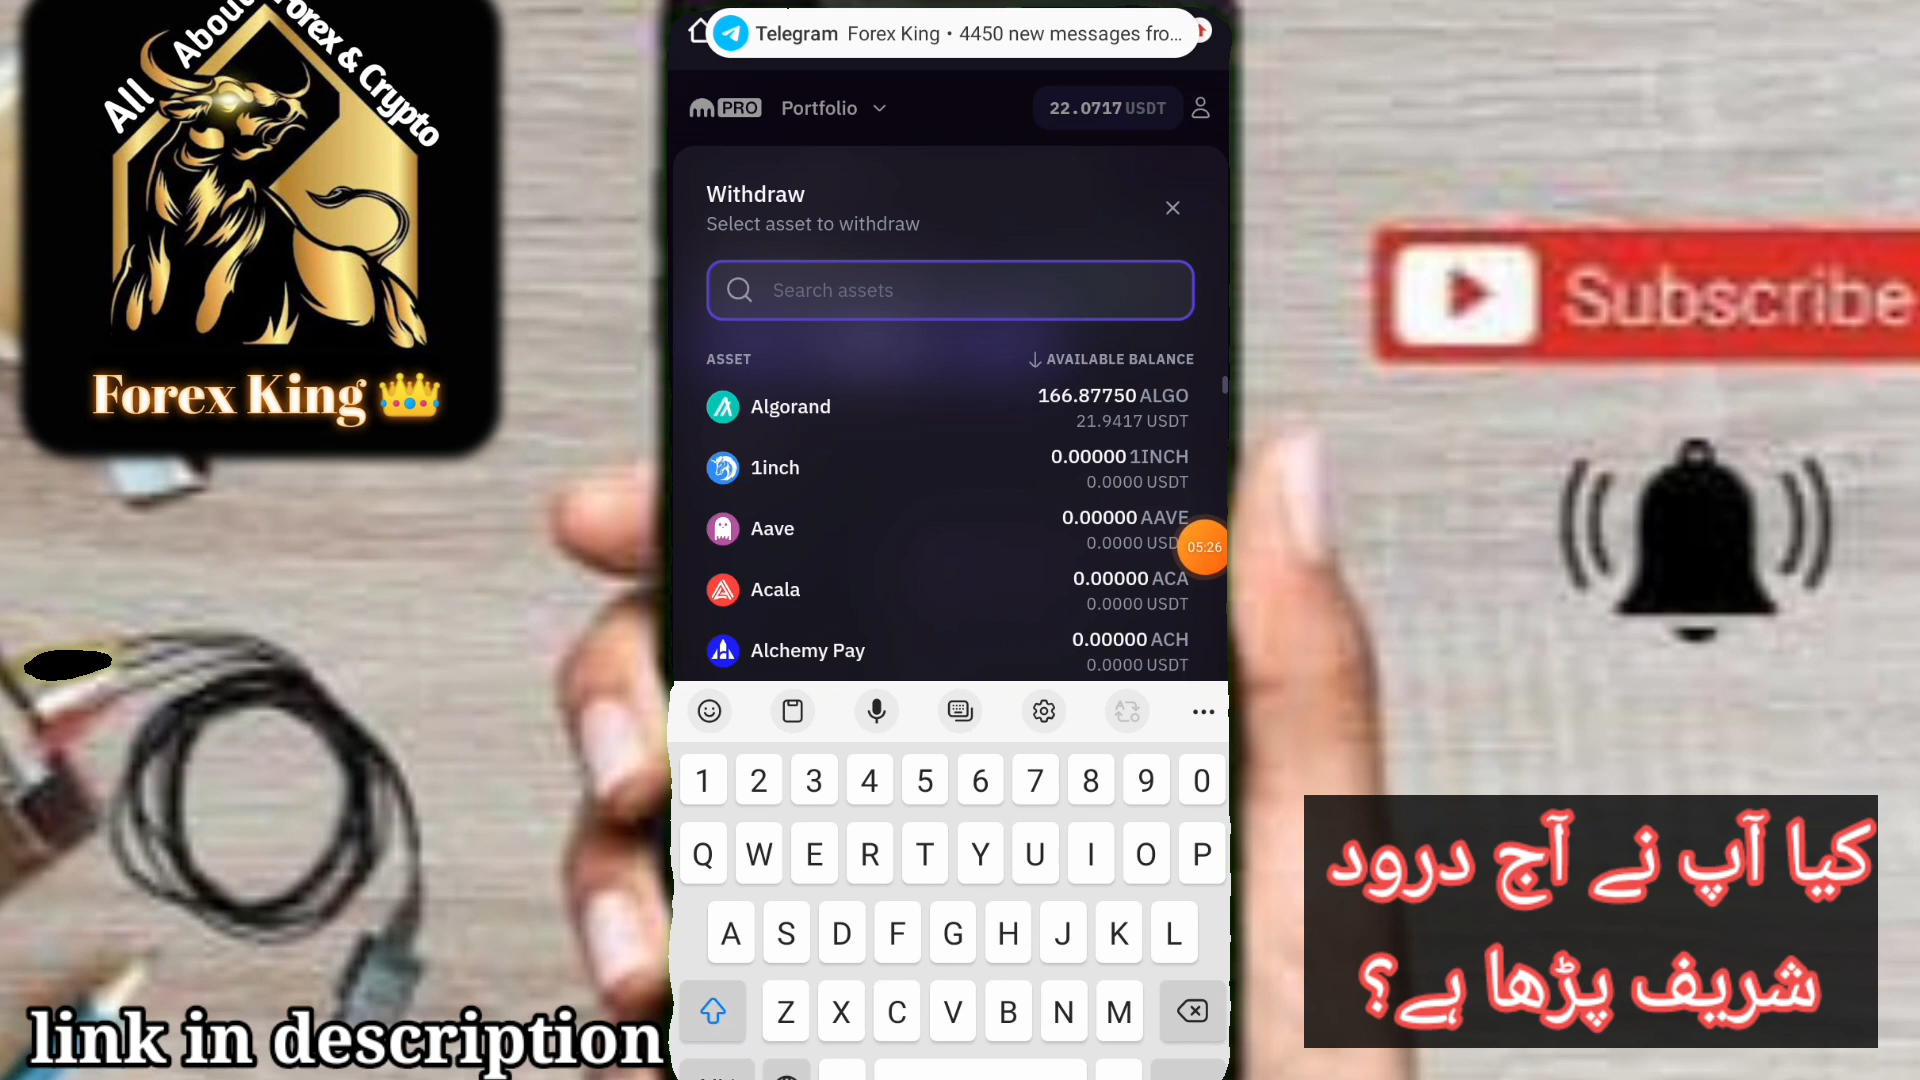 All About Forex & Crypto
Forex King 👑
Telegram Forex King • 4450 new messages fro...
PRO Portfolio 22.0717 USDT
Withdraw
Select asset to withdraw
Search assets
ASSET AVAILABLE BALANCE
Algorand 166.87750 ALGO
21.9417 USDT
1inch 0.00000 1INCH
0.0000 USDT
Aave 0.00000 AAVE
0.0000 USD
05:26
Acala 0.00000 ACA
0.0000 USDT
Alchemy Pay 0.00000 ACH
0.0000 USDT
1 2 3 4 5 6 7 8 9 0
Q W E R T Y U I O P
A S D F G H J K L
Z X C V B N M
Subscribe
کیا آپ نے آج درود
شریف پڑھا ہے؟
link in description